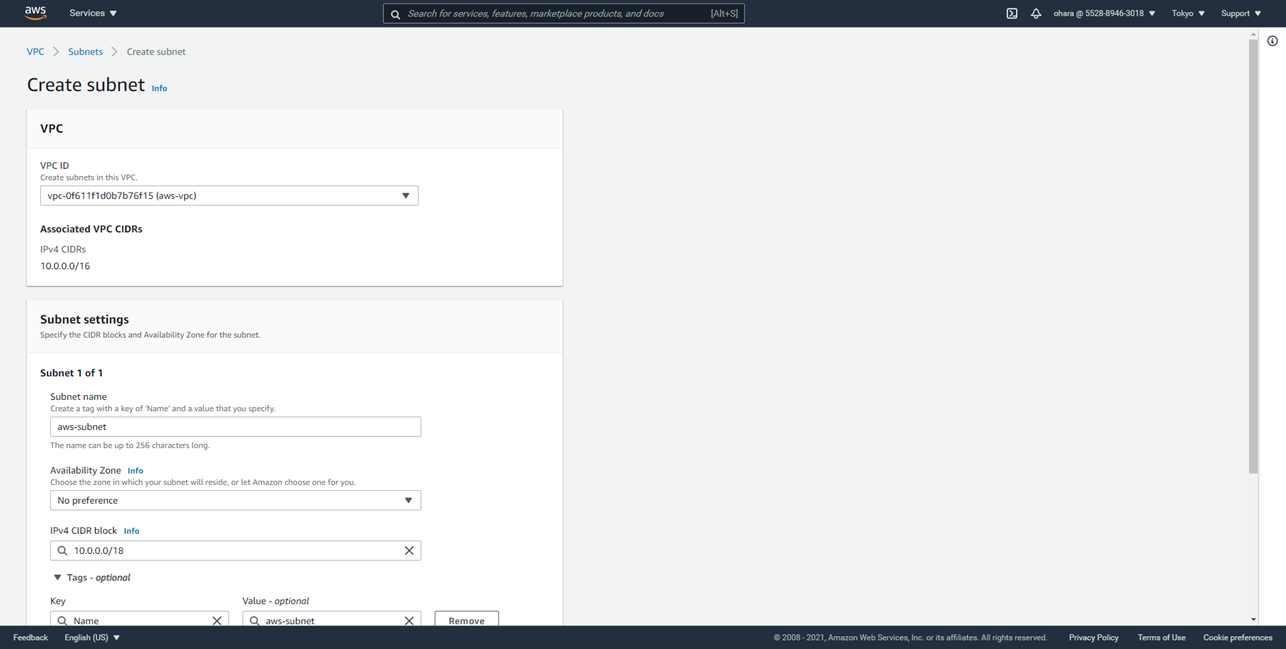 aws Services Search for services, features, marketplace products, and docs [Alt+S] ohara @ 5528-8946-3018 Tokyo Support
VPC Subnets Create subnet
Create subnet Info
VPC
VPC ID
Create subnets in this VPC.
vpc-0f611f1d0b7b76f15 (aws-vpc)
Associated VPC CIDRs
IPv4 CIDRs
10.0.0.0/16
Subnet settings
Specify the CIDR blocks and Availability Zone for the subnet.
Subnet 1 of 1
Subnet name
Create a tag with a key of 'Name' and a value that you specify.
aws-subnet
The name can be up to 256 characters long.
Availability Zone Info
Choose the zone in which your subnet will reside, or let Amazon choose one for you.
No preference
IPv4 CIDR block Info
10.0.0.0/18
Tags - optional
Key Value - optional
Name aws-subnet Remove
Feedback English (US) © 2008 - 2021, Amazon Web Services, Inc. or its affiliates. All rights reserved. Privacy Policy Terms of Use Cookie preferences